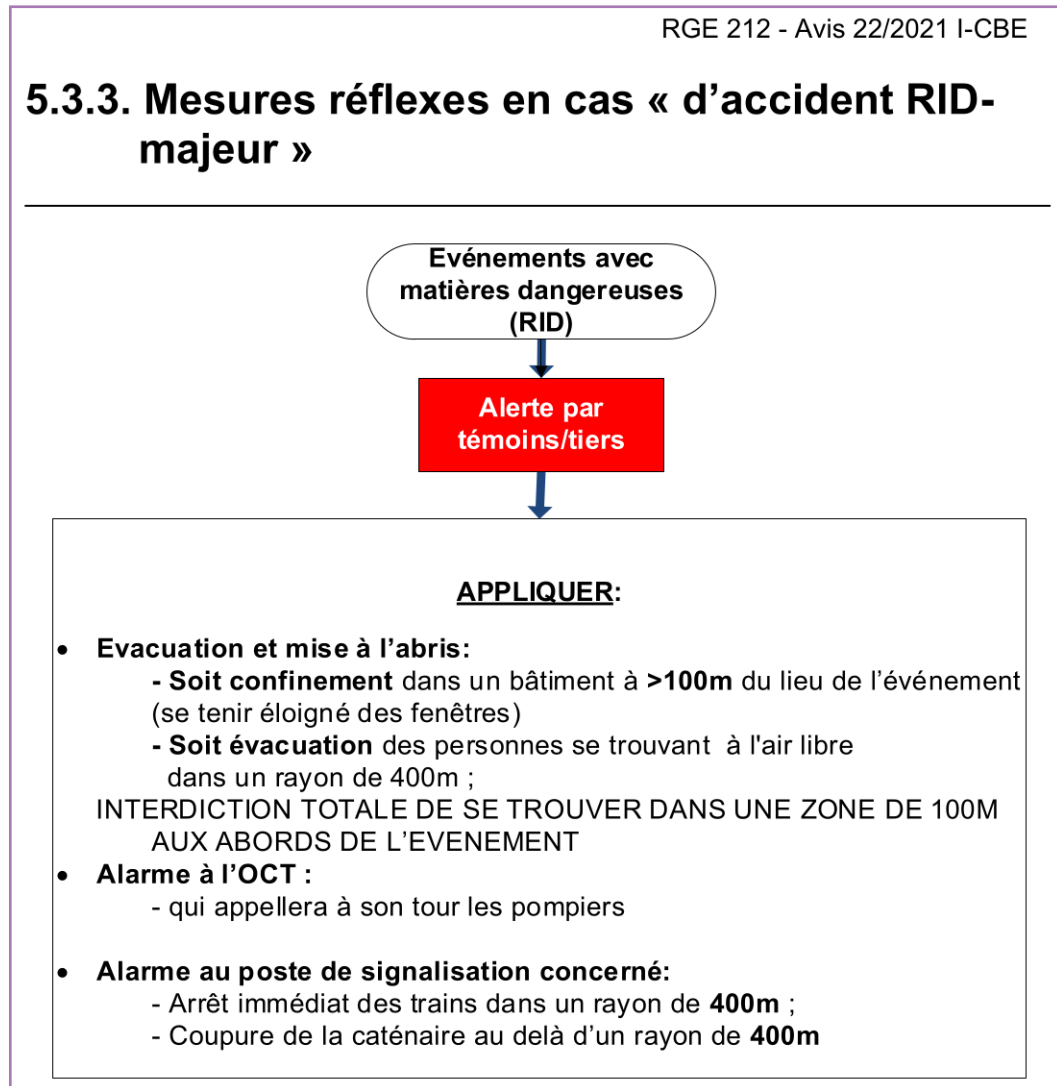 RGE 212 - Avis 22/2021 I-CBE
5.3.3. Mesures réflexes en cas « d’accident RID-
majeur »
Evénements avec
matières dangereuses
(RID)
Alerte par
témoins/tiers
APPLIQUER:
• Evacuation et mise à l’abris:
- Soit confinement dans un bâtiment à >100m du lieu de l’événement
(se tenir éloigné des fenêtres)
- Soit évacuation des personnes se trouvant à l'air libre
dans un rayon de 400m ;
INTERDICTION TOTALE DE SE TROUVER DANS UNE ZONE DE 100M
AUX ABORDS DE L’EVENEMENT
• Alarme à l’OCT :
- qui appellera à son tour les pompiers
• Alarme au poste de signalisation concerné:
- Arrêt immédiat des trains dans un rayon de 400m ;
- Coupure de la caténaire au delà d’un rayon de 400m